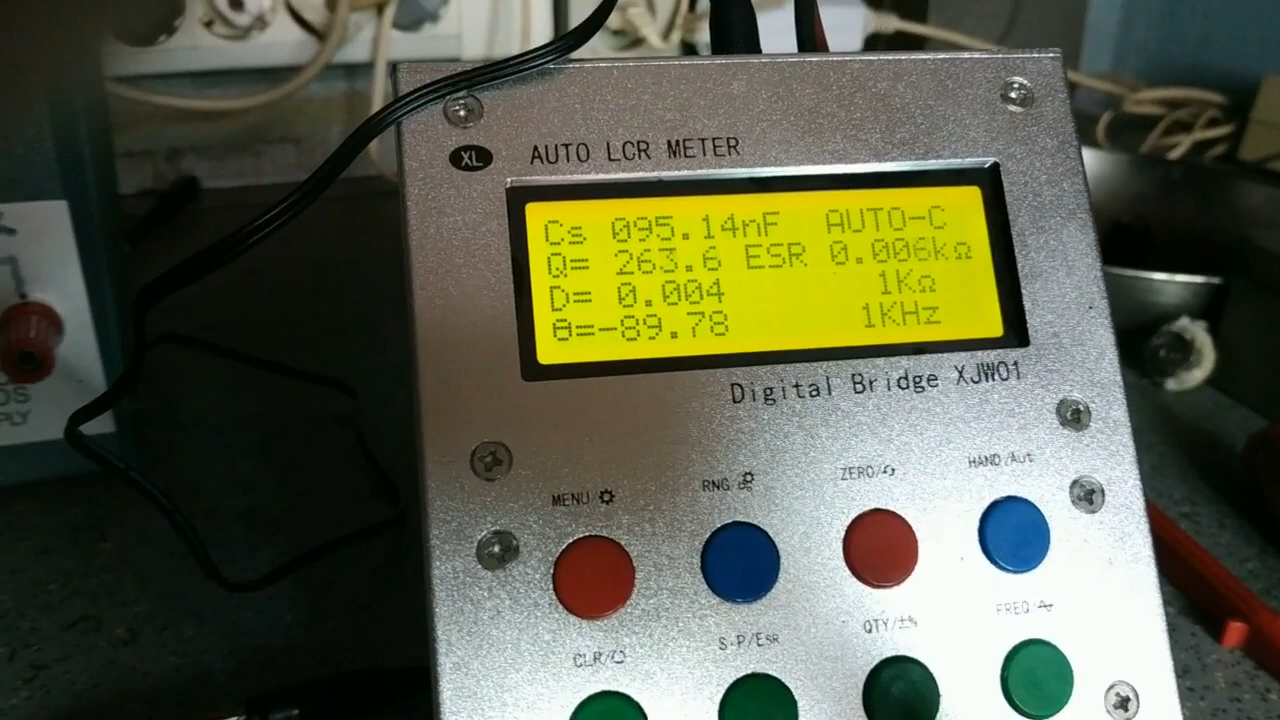 XL AUTO LCR METER
Cs 095.14nF AUTO-C
Q= 263.6 ESR 0.006kΩ
D= 0.004 1KΩ
θ=-89.78 1KHz
Digital Bridge XJW01
MENU RNG ZERO/ HAND/Aut
CLR/ S·P/ESR QTY/±% FREQ/
PLY